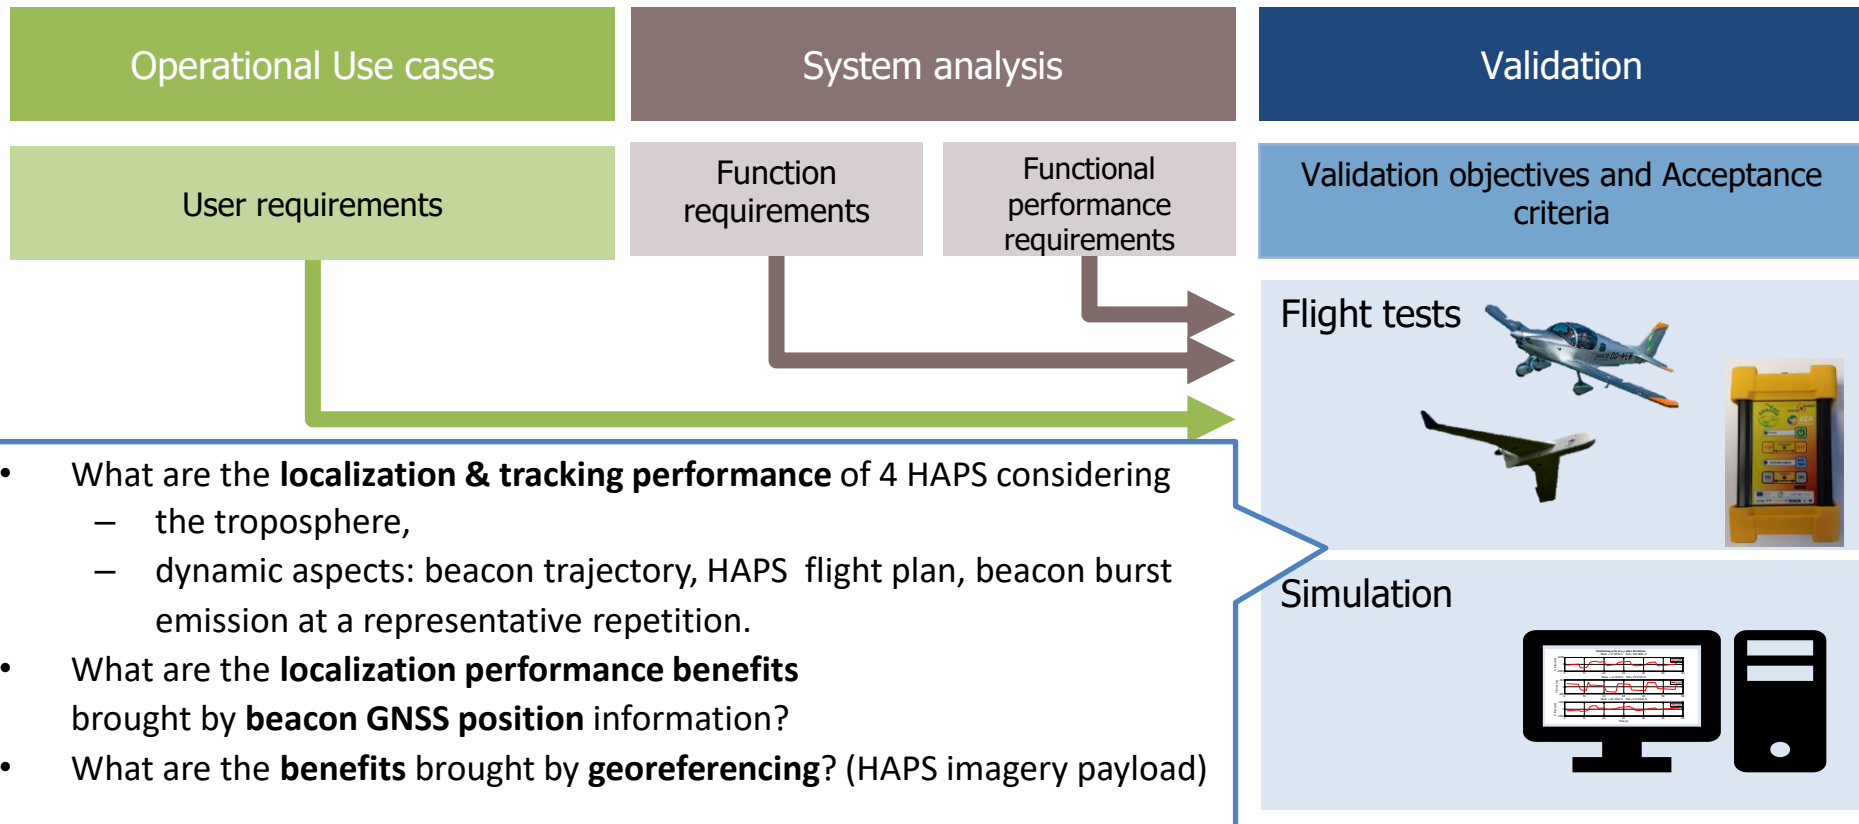 Operational Use cases
System analysis
Validation
User requirements
Function
requirements
Functional
performance
requirements
Validation objectives and Acceptance
criteria
Flight tests
• What are the localization & tracking performance of 4 HAPS considering
– the troposphere,
– dynamic aspects: beacon trajectory, HAPS flight plan, beacon burst
emission at a representative repetition.
• What are the localization performance benefits
brought by beacon GNSS position information?
• What are the benefits brought by georeferencing? (HAPS imagery payload)
Simulation